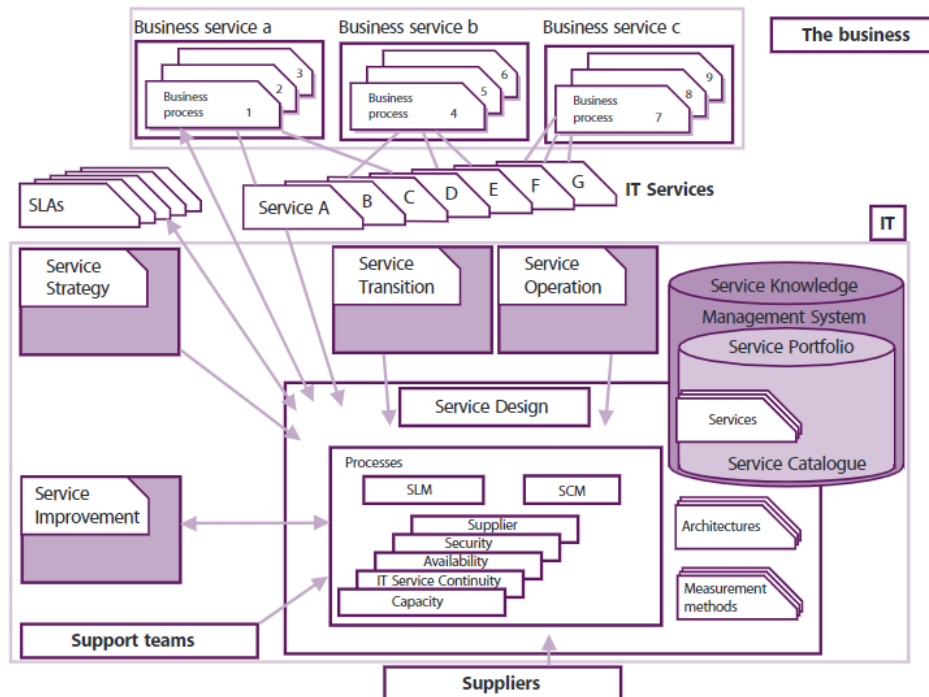 Business service a
Business service b
Business service c
The business
3
2
Business
process
1
6
5
Business
process
4
9
8
Business
process
7
SLAs
Service A
B
C
D
E
F
G
IT Services
IT
Service
Strategy
Service
Transition
Service
Operation
Service Knowledge
Management System
Service Portfolio
Services
Service Catalogue
Service Design
Processes
SLM
SCM
Supplier
Security
Availability
IT Service Continuity
Capacity
Service
Improvement
Architectures
Measurement
methods
Support teams
Suppliers